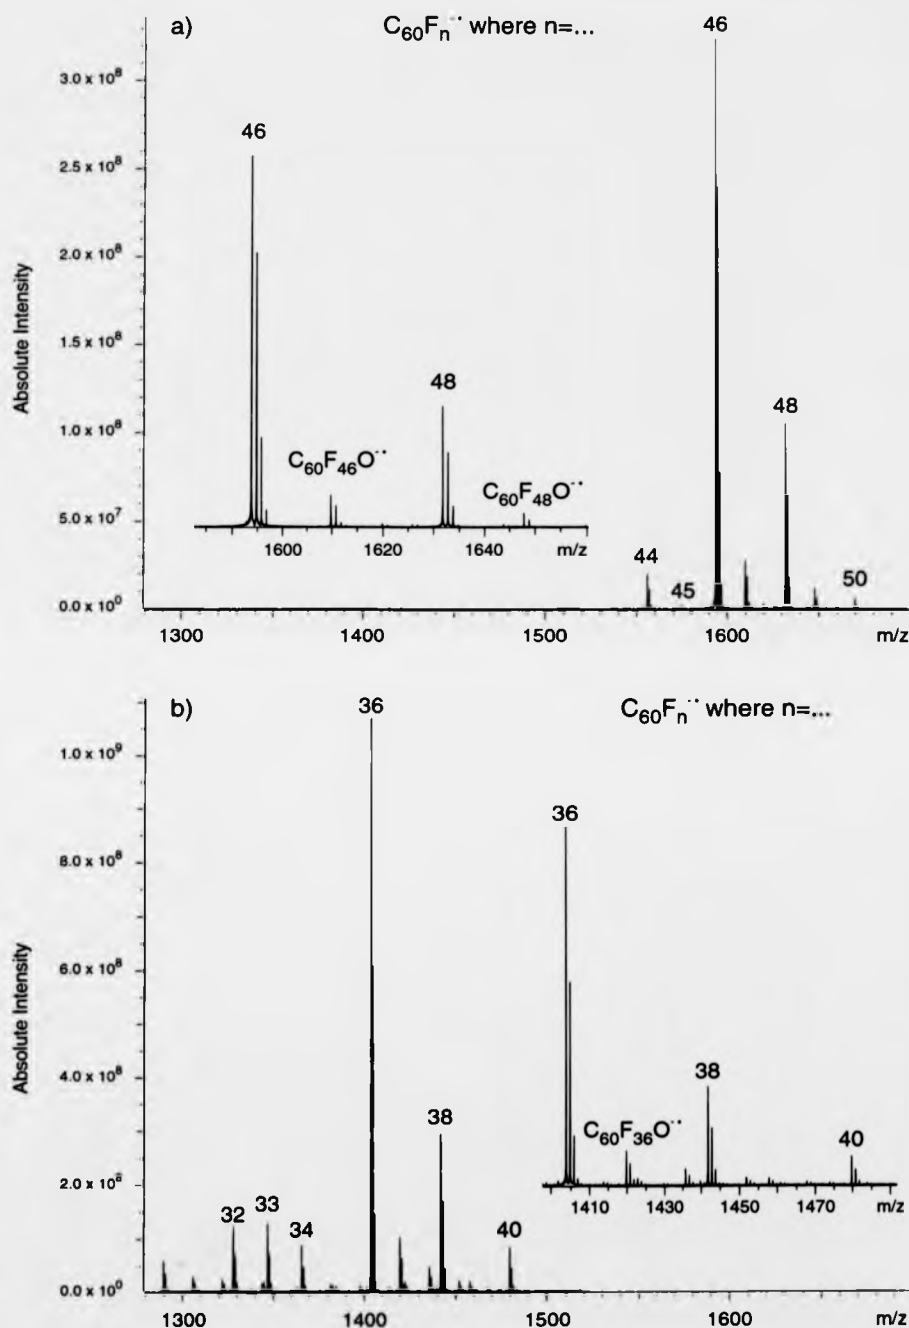 a) C₆₀Fₙ⁻˙ where n=...
46
3.0 x 10⁸
46
2.5 x 10⁸
2.0 x 10⁸
Absolute Intensity
1.5 x 10⁸
48
48
1.0 x 10⁸
C₆₀F₄₆O⁻˙
C₆₀F₄₈O⁻˙
5.0 x 10⁷
1600 1620 1640 m/z
44
45
50
0.0 x 10⁰
1300 1400 1500 1600 m/z
b) C₆₀Fₙ⁻˙ where n=...
36
1.0 x 10⁹
36
8.0 x 10⁸
6.0 x 10⁸
Absolute Intensity
4.0 x 10⁸
38
38
C₆₀F₃₆O⁻˙
40
2.0 x 10⁸
1410 1430 1450 1470 m/z
32
33
34
40
0.0 x 10⁰
1300 1400 1500 1600 m/z